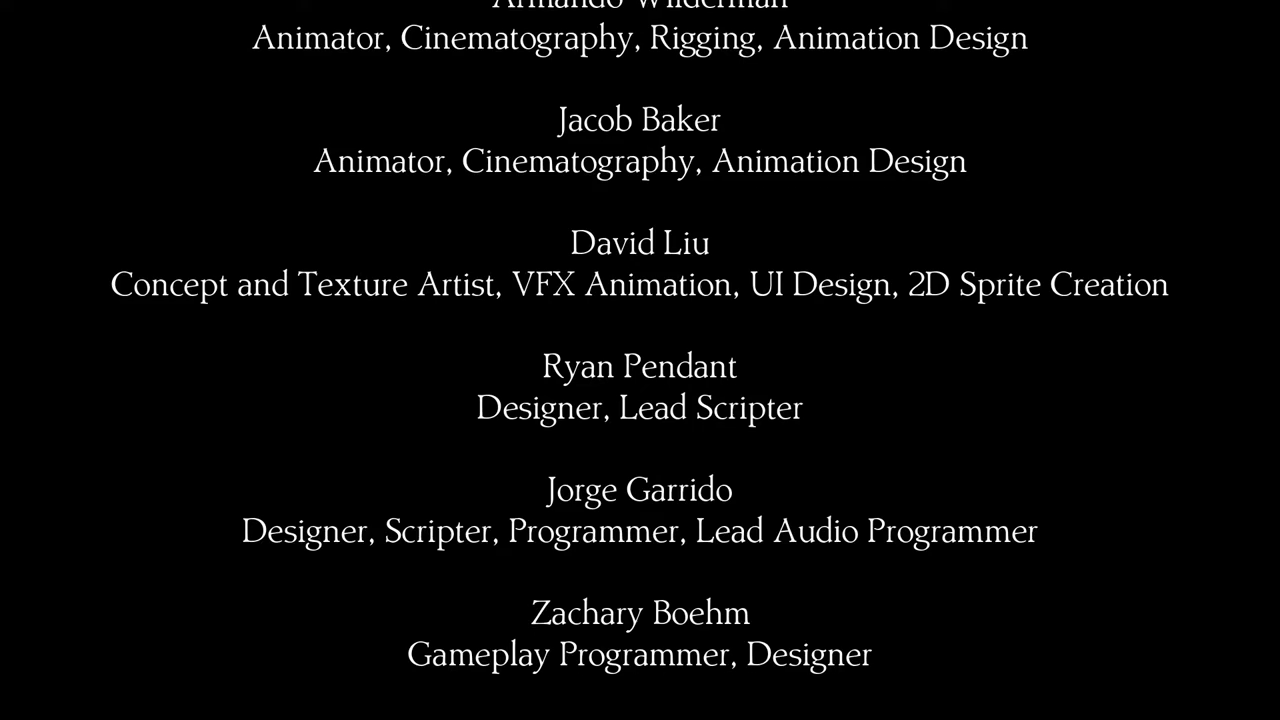 Armando Wilderman
Animator, Cinematography, Rigging, Animation Design
Jacob Baker
Animator, Cinematography, Animation Design
David Liu
Concept and Texture Artist, VFX Animation, UI Design, 2D Sprite Creation
Ryan Pendant
Designer, Lead Scripter
Jorge Garrido
Designer, Scripter, Programmer, Lead Audio Programmer
Zachary Boehm
Gameplay Programmer, Designer